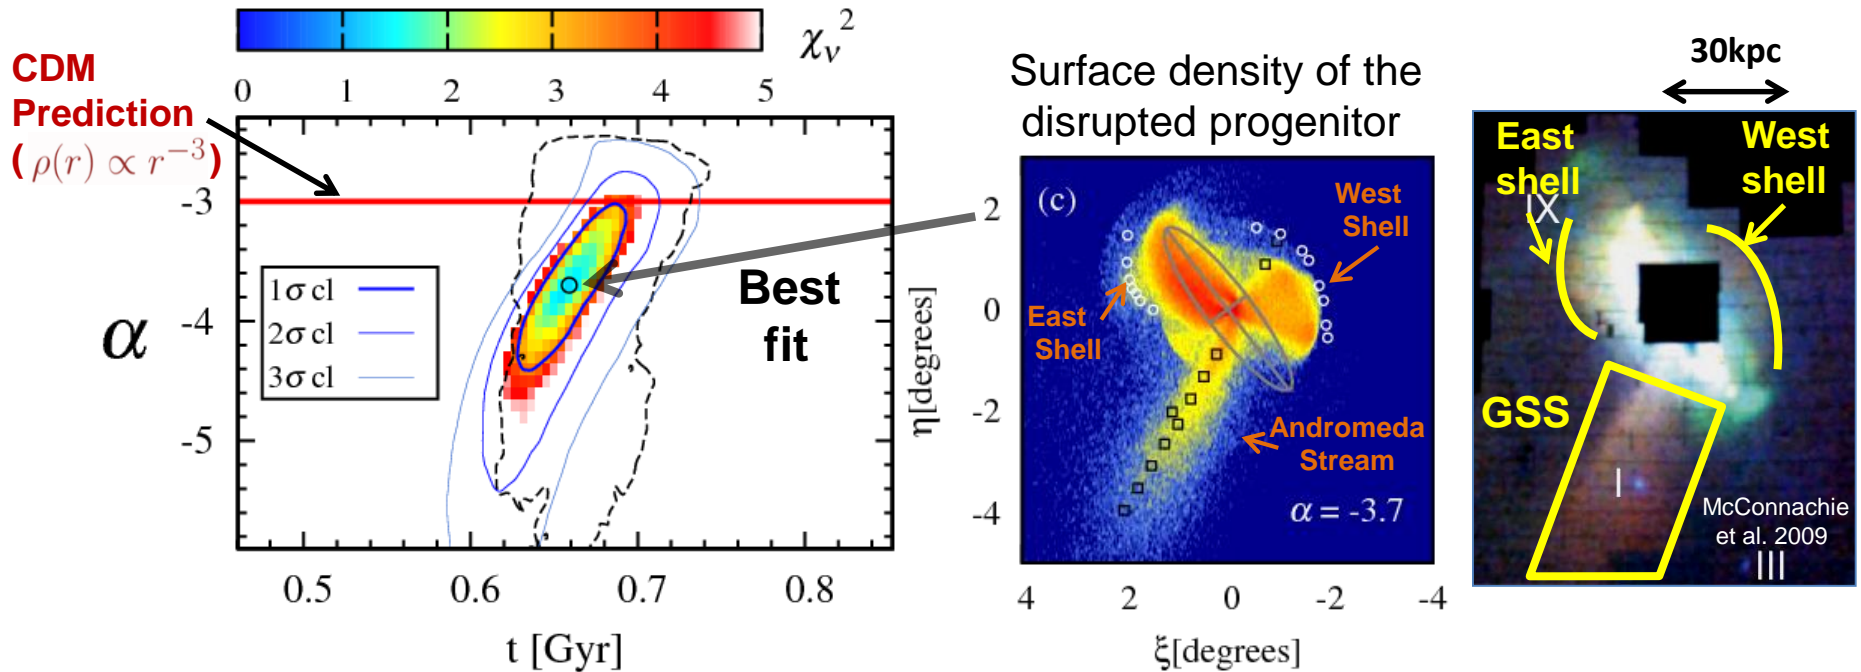 CDM
Prediction
( ρ(r) ∝ r⁻³)
χᵥ²
0 1 2 3 4 5
-3
-4
-5
α
1σ cl
2σ cl
3σ cl
Best
fit
0.5 0.6 0.7 0.8
t [Gyr]
Surface density of the
disrupted progenitor
(c)
West
Shell
East
Shell
Andromeda
Stream
α = -3.7
2
0
-2
-4
η[degrees]
4 2 0 -2 -4
ξ[degrees]
30kpc
East
shell
West
shell
IX
GSS
I
McConnachie
et al. 2009
III